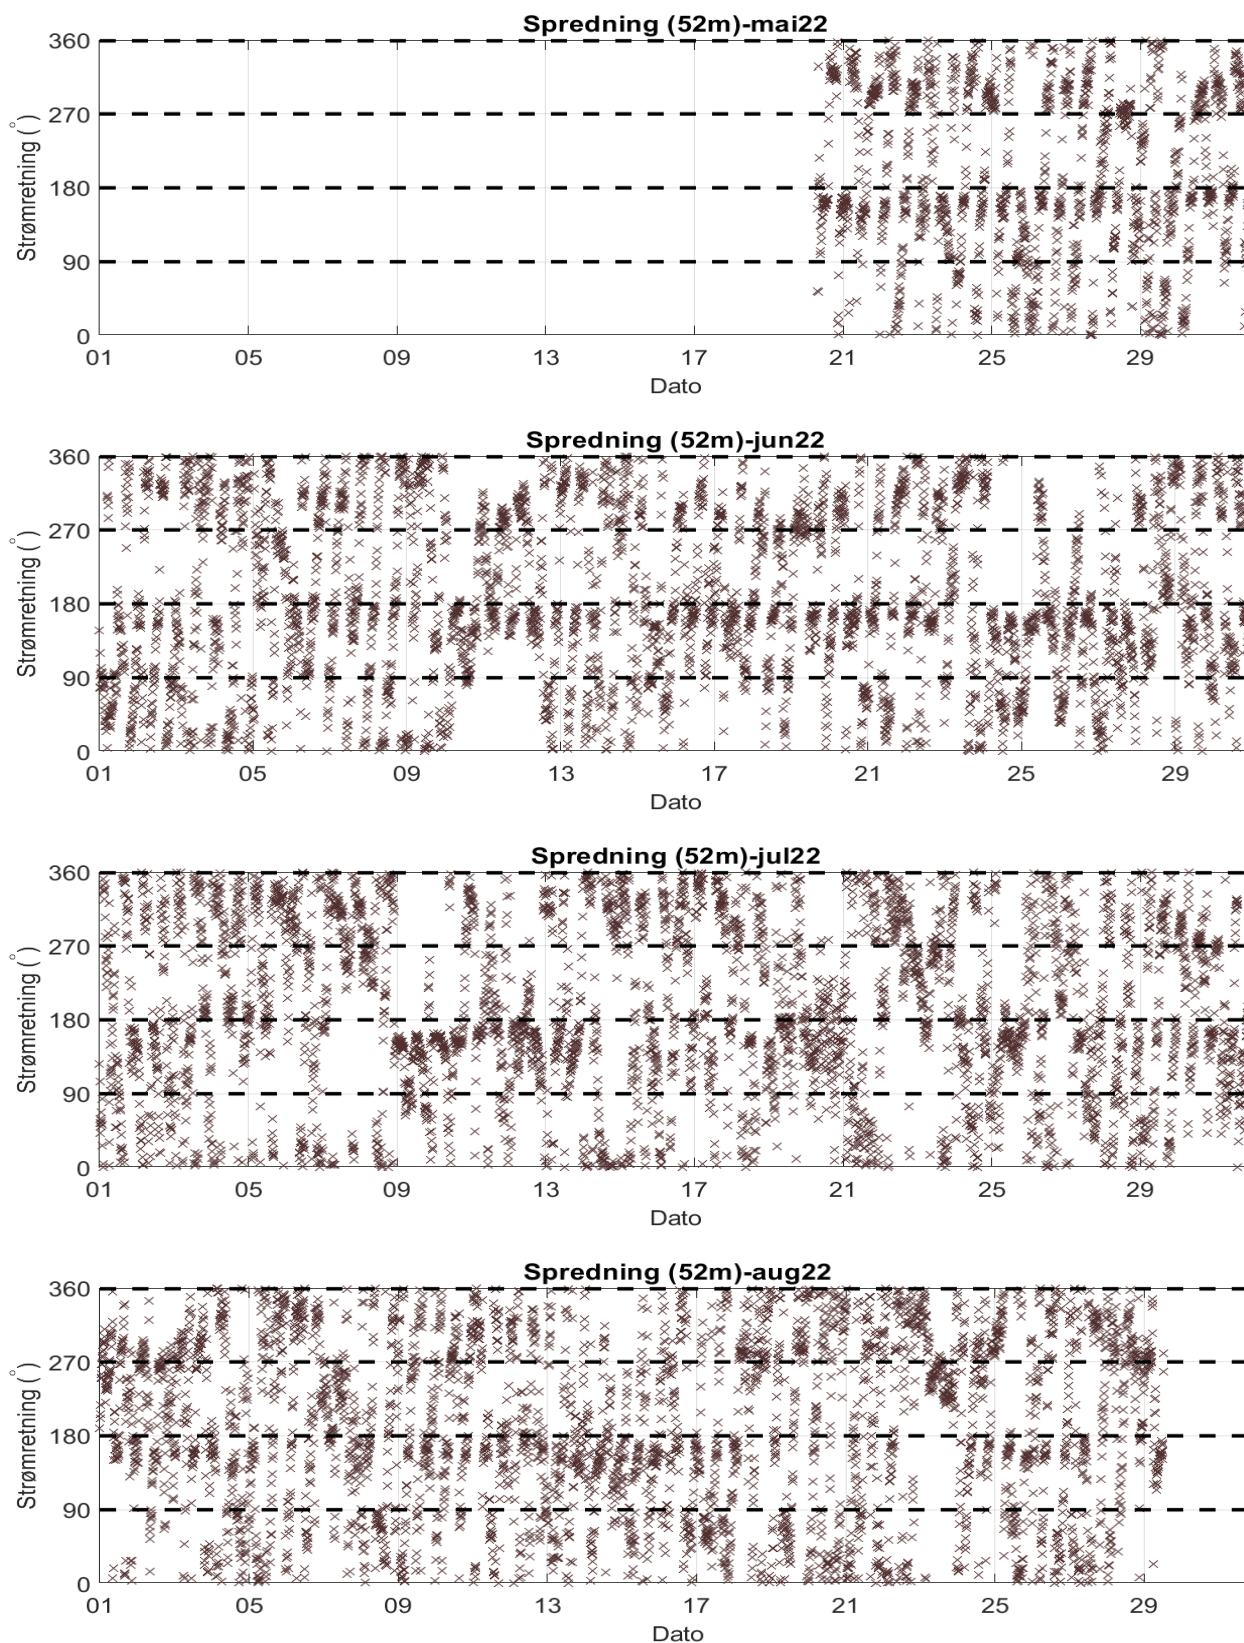 Spredning (52m)-mai22
360
270
180
90
0
Strømretning (°)
01 05 09 13 17 21 25 29
Dato
Spredning (52m)-jun22
360
270
180
90
0
Strømretning (°)
01 05 09 13 17 21 25 29
Dato
Spredning (52m)-jul22
360
270
180
90
0
Strømretning (°)
01 05 09 13 17 21 25 29
Dato
Spredning (52m)-aug22
360
270
180
90
0
Strømretning (°)
01 05 09 13 17 21 25 29
Dato